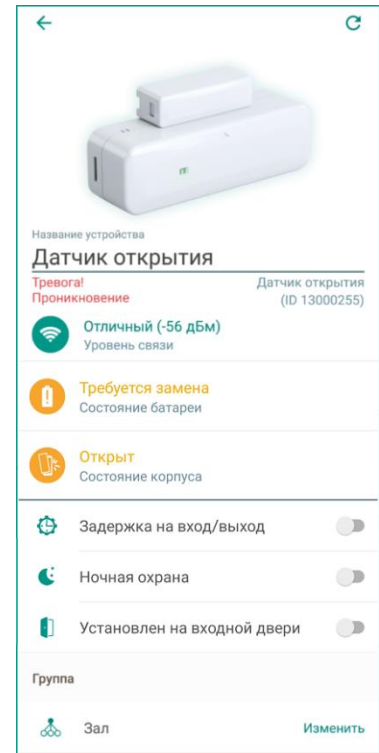 Название устройства
Датчик открытия
Тревога!
Проникновение
Датчик открытия
(ID 13000255)
Отличный (-56 дБм)
Уровень связи
Требуется замена
Состояние батареи
Открыт
Состояние корпуса
Задержка на вход/выход
Ночная охрана
Установлен на входной двери
Группа
Зал
Изменить